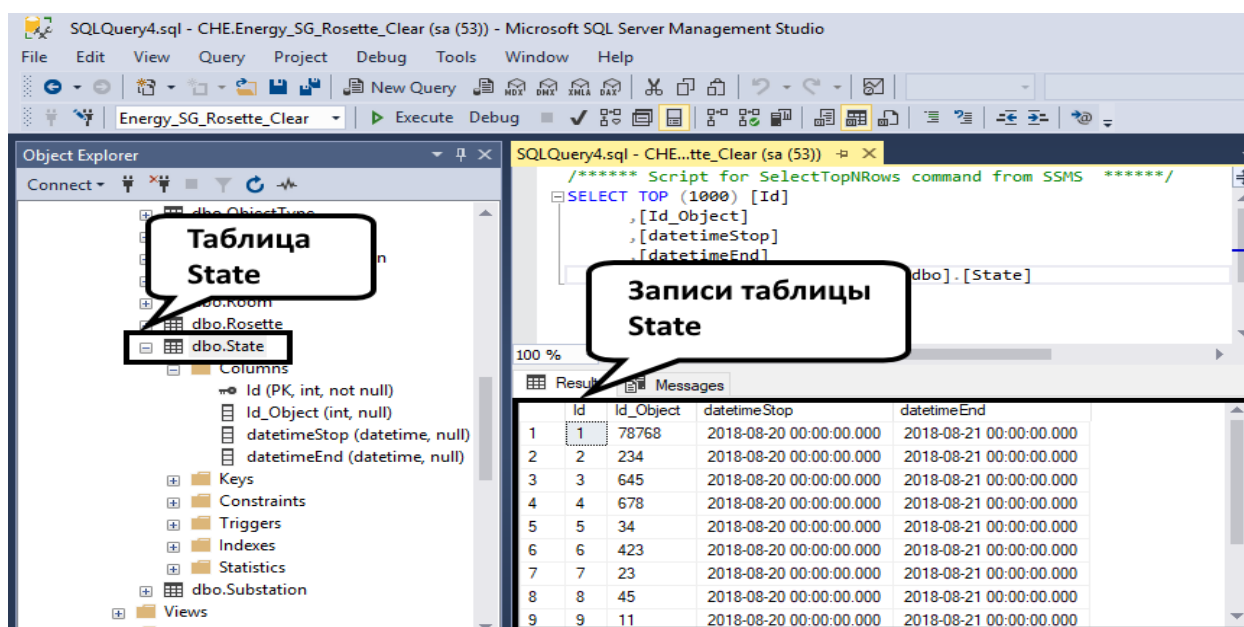 SQLQuery4.sql - CHE.Energy_SG_Rosette_Clear (sa (53)) - Microsoft SQL Server Management Studio
File Edit View Query Project Debug Tools Window Help
New Query MDX DMX XMLA DAX
Energy_SG_Rosette_Clear Execute Debug
Object Explorer
Connect
dbo.ObjectType
n
dbo.Room
dbo.Rosette
dbo.State
Columns
Id (PK, int, not null)
Id_Object (int, null)
datetimeStop (datetime, null)
datetimeEnd (datetime, null)
Keys
Constraints
Triggers
Indexes
Statistics
dbo.Substation
Views
Таблица
State
SQLQuery4.sql - CHE...tte_Clear (sa (53))
/****** Script for SelectTopNRows command from SSMS ******/
SELECT TOP (1000) [Id]
,[Id_Object]
,[datetimeStop]
,[datetimeEnd]
dbo].[State]
Записи таблицы
State
100 %
Results Messages
Id Id_Object datetimeStop datetimeEnd
1 1 78768 2018-08-20 00:00:00.000 2018-08-21 00:00:00.000
2 2 234 2018-08-20 00:00:00.000 2018-08-21 00:00:00.000
3 3 645 2018-08-20 00:00:00.000 2018-08-21 00:00:00.000
4 4 678 2018-08-20 00:00:00.000 2018-08-21 00:00:00.000
5 5 34 2018-08-20 00:00:00.000 2018-08-21 00:00:00.000
6 6 423 2018-08-20 00:00:00.000 2018-08-21 00:00:00.000
7 7 23 2018-08-20 00:00:00.000 2018-08-21 00:00:00.000
8 8 45 2018-08-20 00:00:00.000 2018-08-21 00:00:00.000
9 9 11 2018-08-20 00:00:00.000 2018-08-21 00:00:00.000